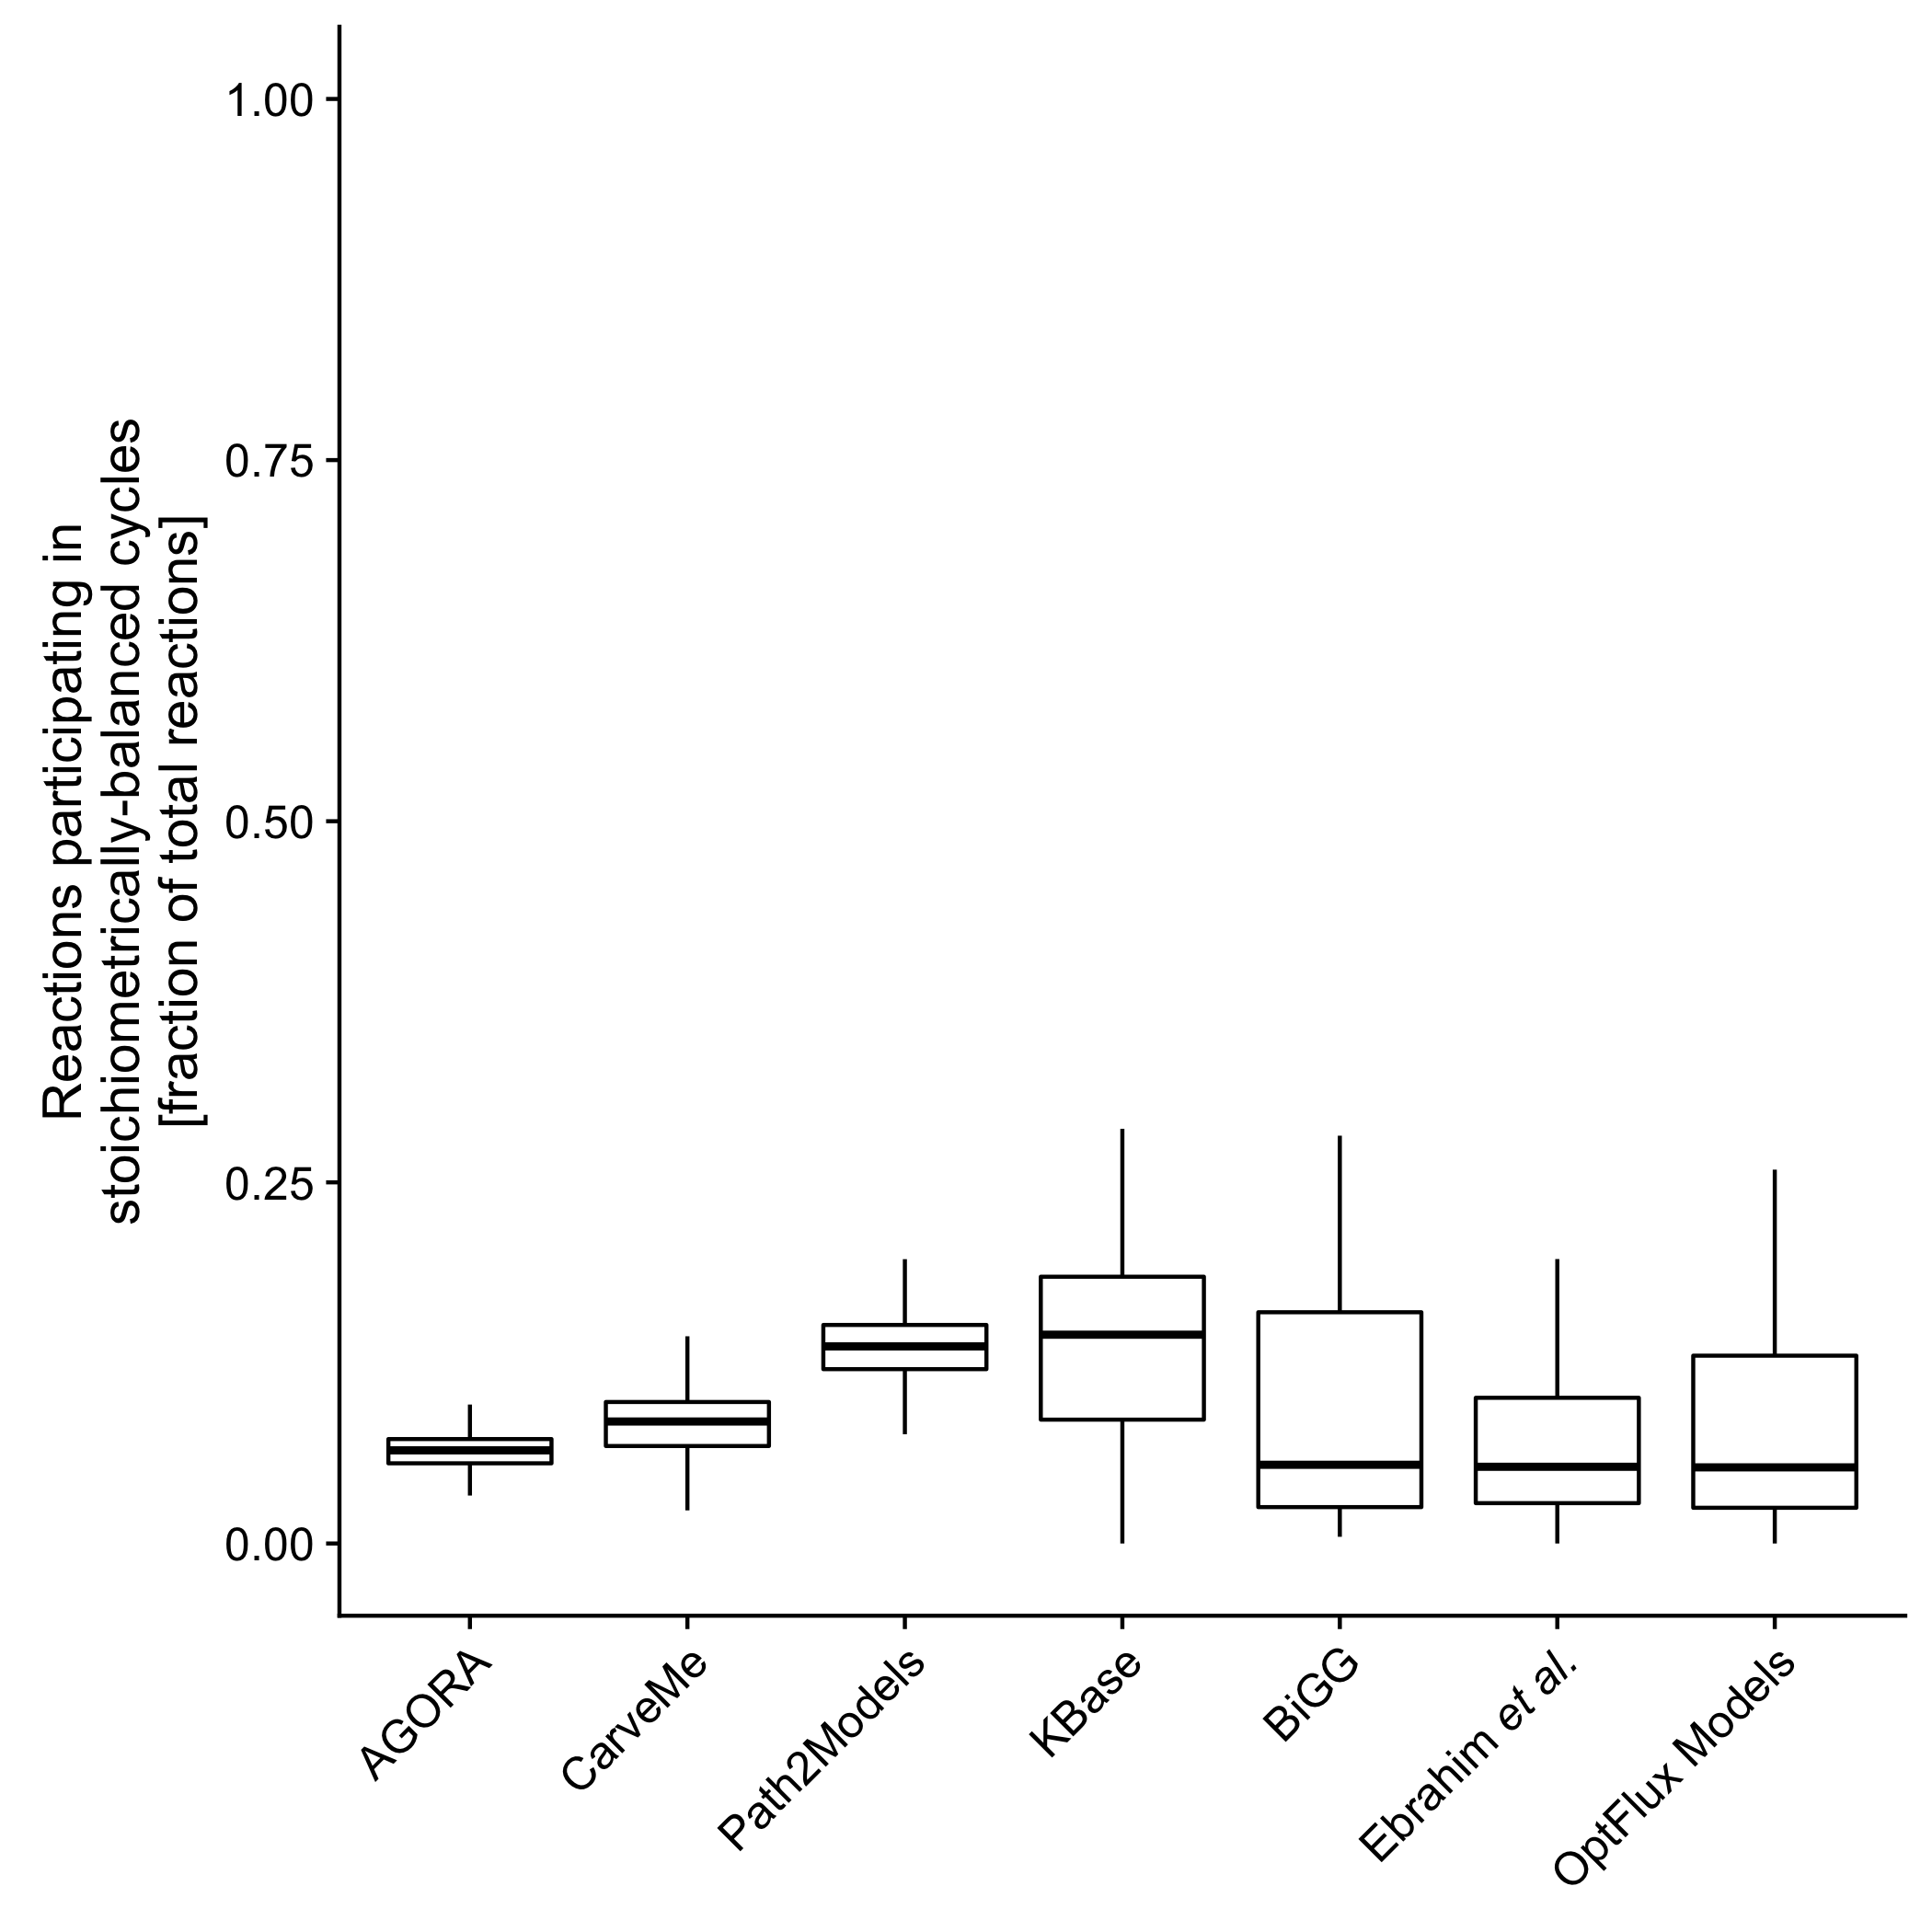 Reactions participating in
stoichiometrically-balanced cycles
[fraction of total reactions]
1.00
0.75
0.50
0.25
0.00
AGORA
CarveMe
Path2Models
KBase
BiGG
Ebrahim et al.
OptFlux Models